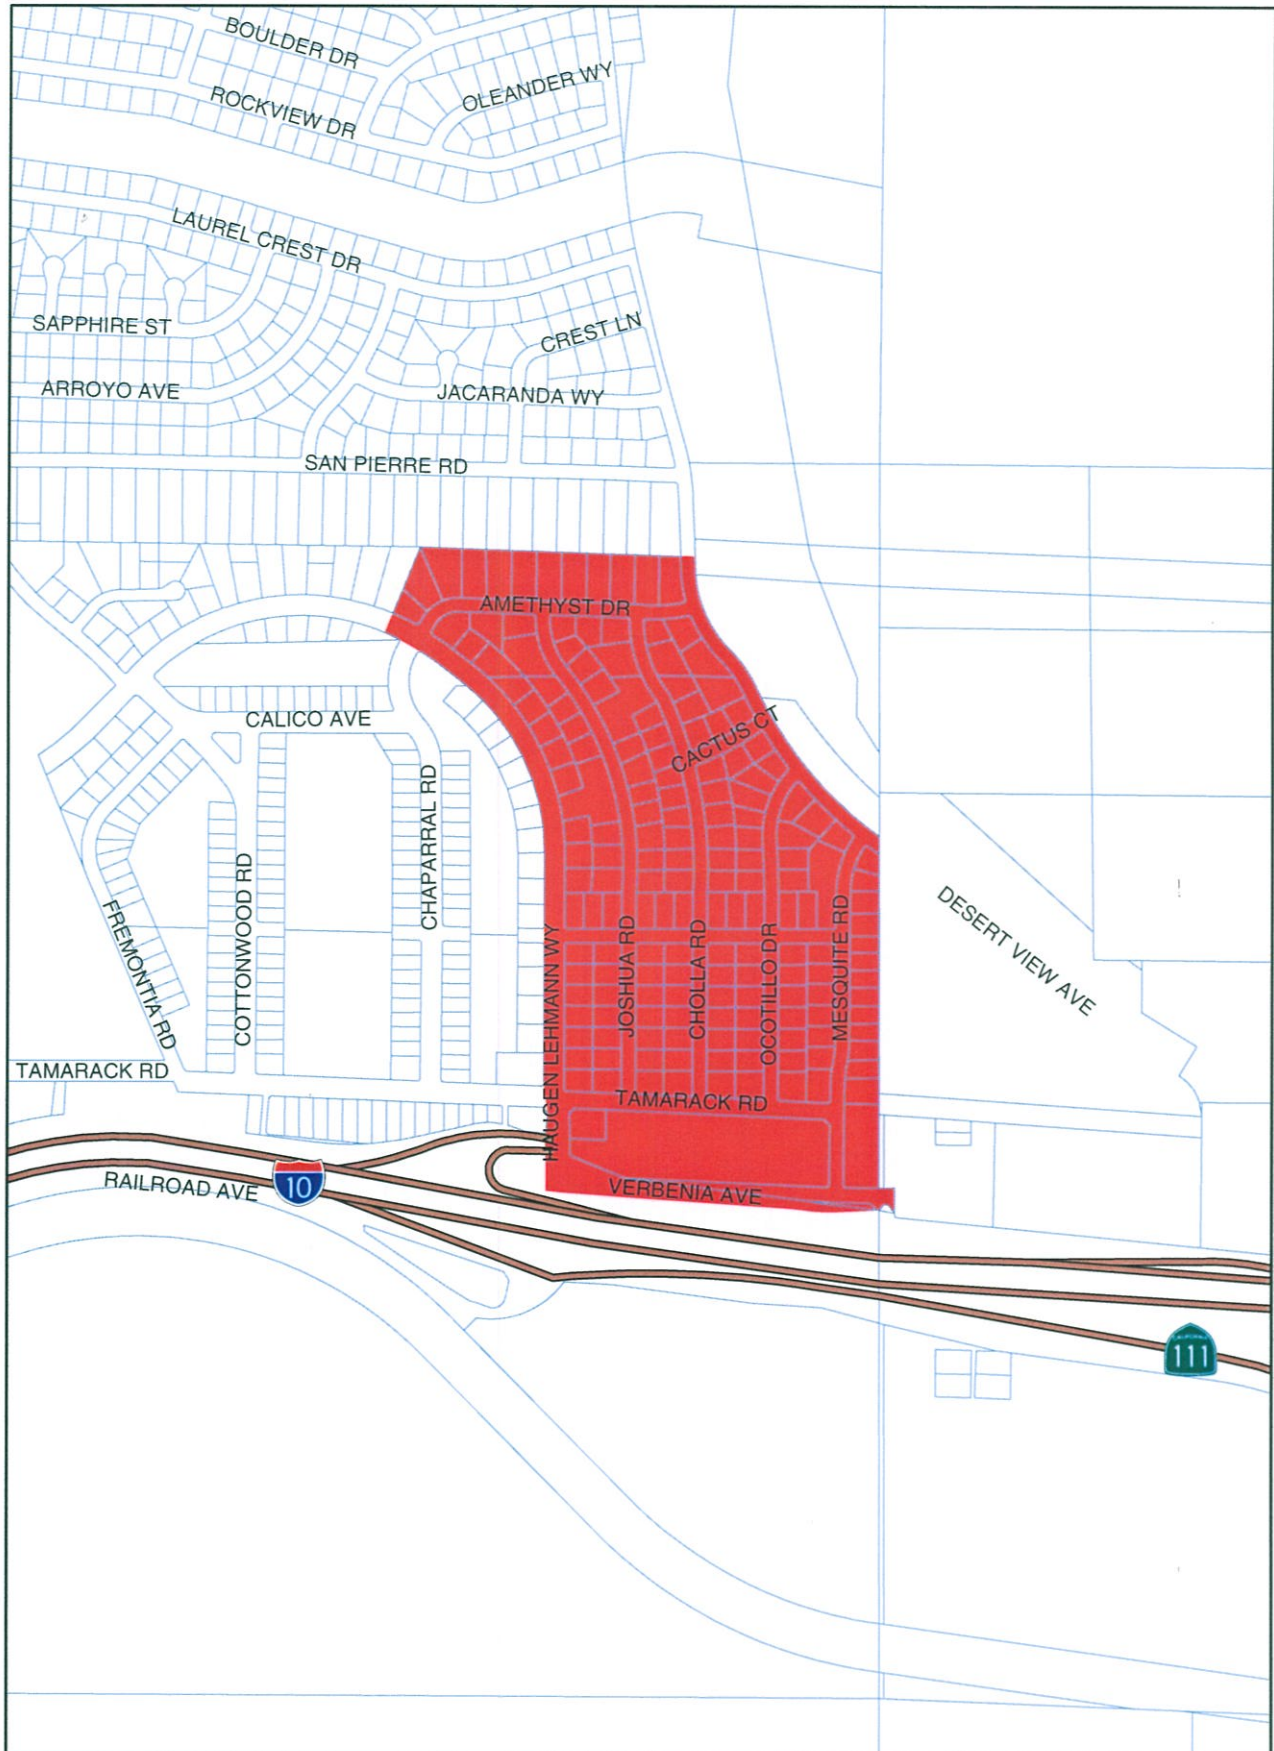 BOULDER DR
OLEANDER WY
ROCKVIEW DR
LAUREL CREST DR
SAPPHIRE ST
CREST LN
ARROYO AVE
JACARANDA WY
SAN PIERRE RD
AMETHYST DR
CALICO AVE
CACTUS CT
CHAPARRAL RD
COTTONWOOD RD
FREMONTIA RD
HAUGEN LEHMANN WY
JOSHUA RD
CHOLLA RD
OCOTILLO DR
MESQUITE RD
DESERT VIEW AVE
TAMARACK RD
TAMARACK RD
RAILROAD AVE
10
VERBENIA AVE
111